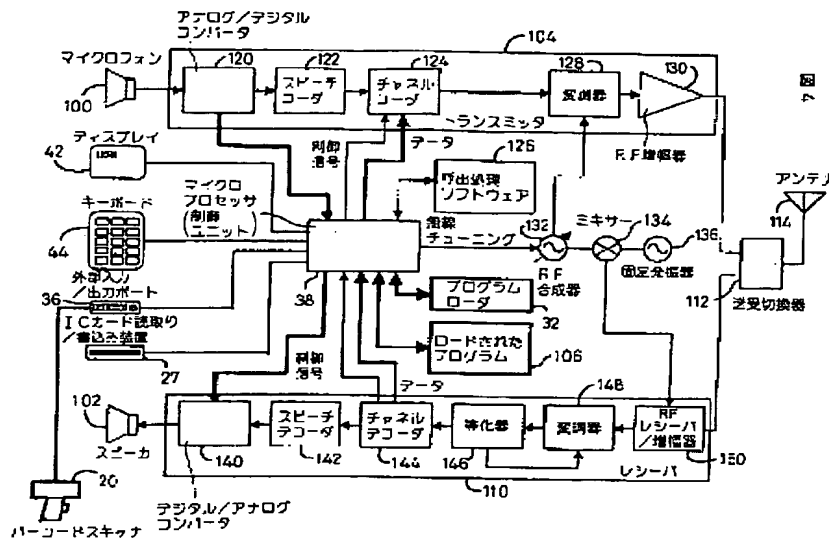 アナログ/デジタル
コンバータ
マイクロフォン
120
122
124
104
スピーチ
コーダ
チャネル
コーダ
128
変調器
130
100
トランスミッタ
RF増幅器
図
4
ディスプレイ
42
制御
信号
データ
126
呼出処理
ソフトウェア
アンテナ
114
マイクロ
プロセッサ
(制御
ユニット)
キーボード
44
無線
チューニング
132
ミキサー
134
136
RF
合成器
固定発振器
112
送受切換器
38
外部入力
/出力ポート
36
プログラム
ローダ
32
ICカード読取り
/書込み装置
27
ロードされた
プログラム
106
制御
信号
データ
148
102
スピーカ
スピーチ
デコーダ
チャネル
デコーダ
等化器
変調器
RF
レシーバ
/増幅器
140
142
144
146
150
レシーバ
110
20
デジタル/アナログ
コンバータ
バーコードスキャナ